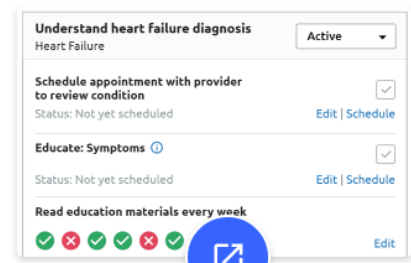 Understand heart failure diagnosis
Heart Failure
Active
Schedule appointment with provider
to review condition
Status: Not yet scheduled
Edit | Schedule
Educate: Symptoms
Status: Not yet scheduled
Edit | Schedule
Read education materials every week
Edit